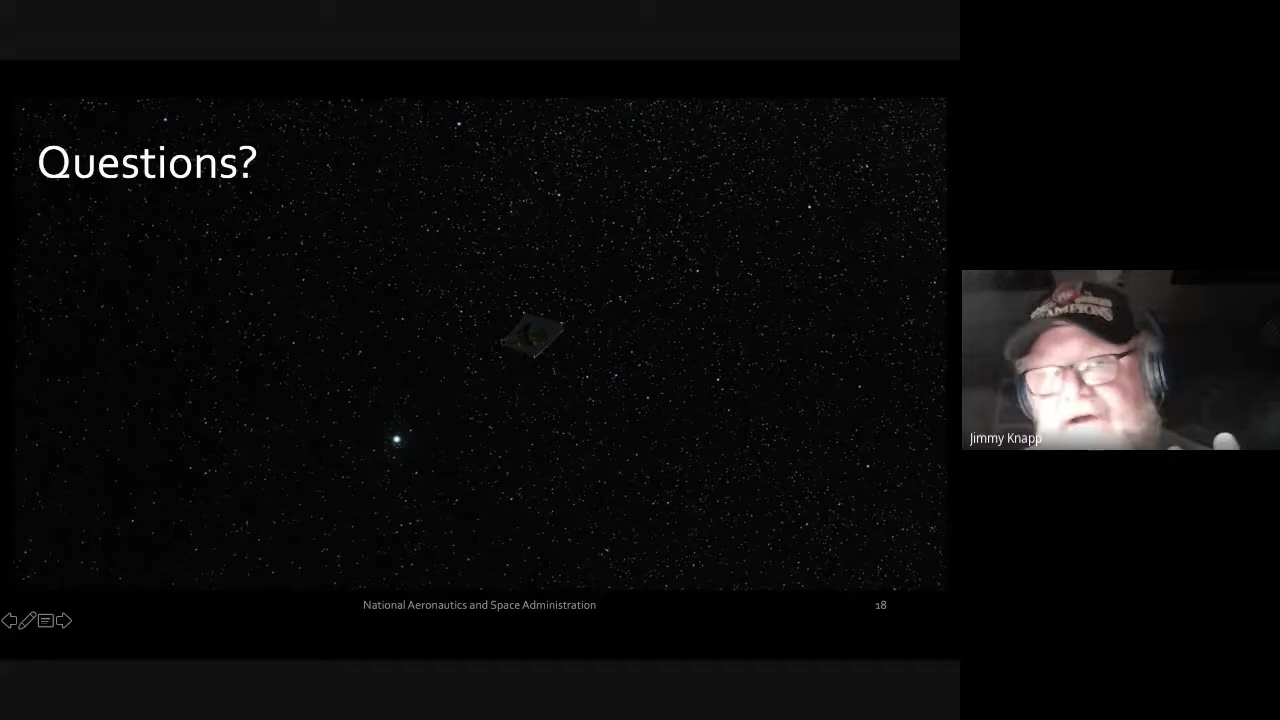 Questions?
National Aeronautics and Space Administration
18
Jimmy Knapp